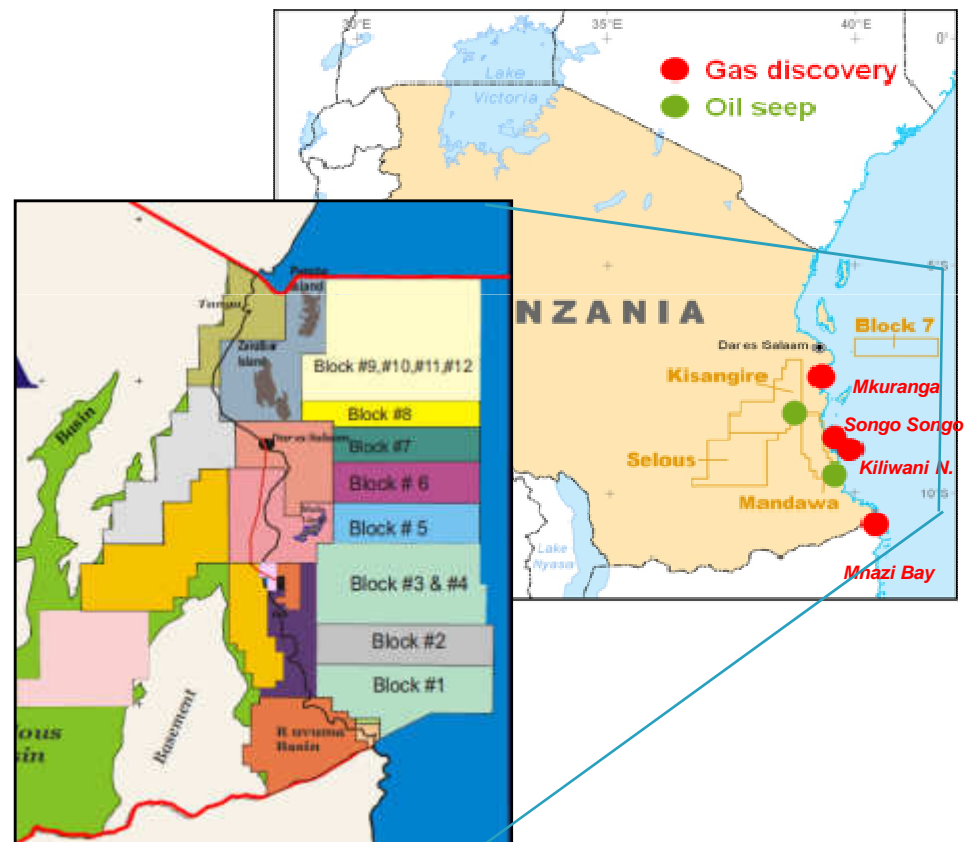 30°E
35°E
40°E
0°
Lake
Victoria
Gas discovery
Oil seep
5°S
NZANIA
Block 7
Dar es Salaam
Kisangire
Mkuranga
Songo Songo
Selous
Kiliwani N.
Mandawa
10°S
Mnazi Bay
Lake
Nyasa
Pemba
Island
Zanzibar
Island
Block #9,#10,#11,#12
Basin
Block #8
Dar es Salaam
Block #7
Block # 6
Block # 5
Block #3 & #4
Block #2
Block #1
Basement
Ruvuma
Basin
ous
sin